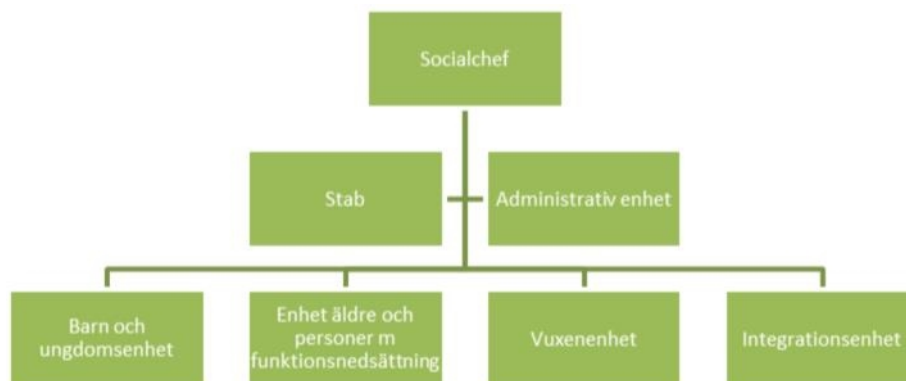 Socialchef
Stab
Administrativ enhet
Barn och
ungdomsenhet
Enhet äldre och
personer m
funktionsnedsättning
Vuxenenhet
Integrationsenhet